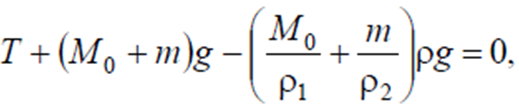 T + (M₀ + m)g − (M₀/ρ₁ + m/ρ₂)ρg = 0,